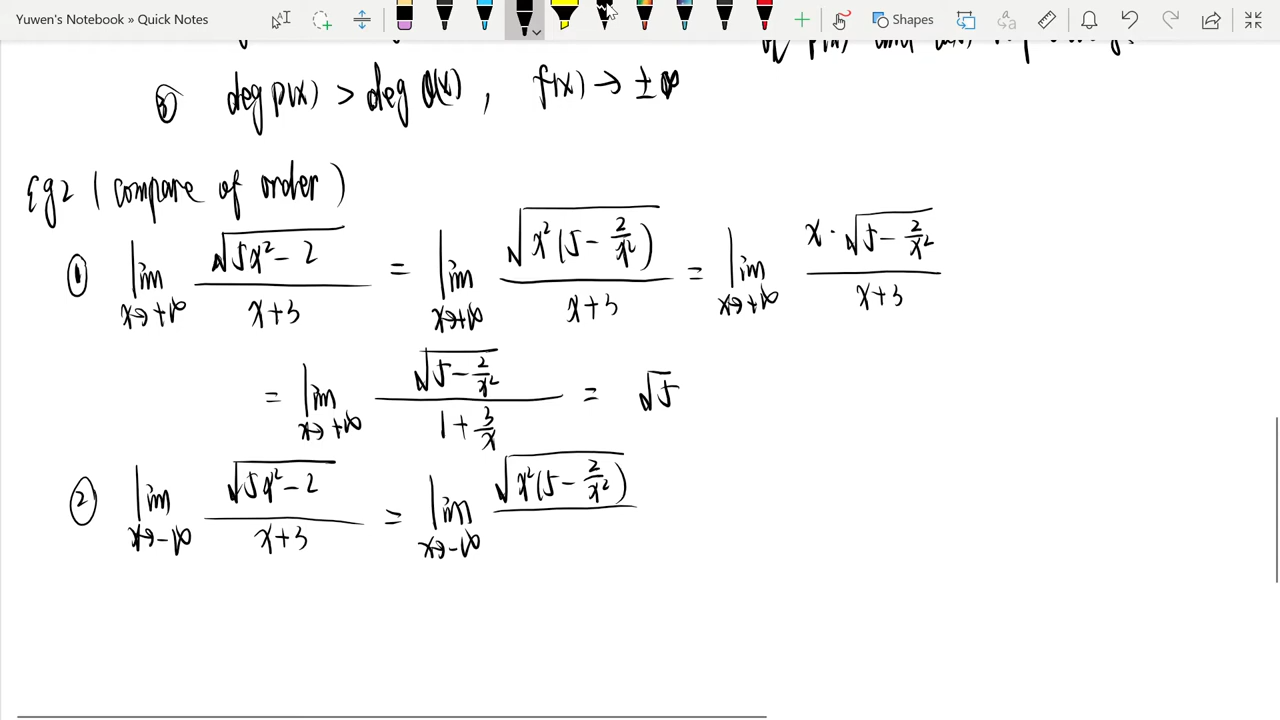 Yuwen's Notebook » Quick Notes
Shapes
of P(x) and
③ deg P(x) > deg Q(x), f(x) → ±∞
Eg2 (compare of order)
① lim x→+∞ √(5x² - 2) / (x+3) = lim x→+∞ √(x²(5 - 2/x²)) / (x+3) = lim x→+∞ x · √(5 - 2/x²) / (x+3)
= lim x→+∞ √(5 - 2/x²) / (1 + 3/x) = √5
② lim x→-∞ √(5x² - 2) / (x+3) = lim x→-∞ √(x²(5 - 2/x²))